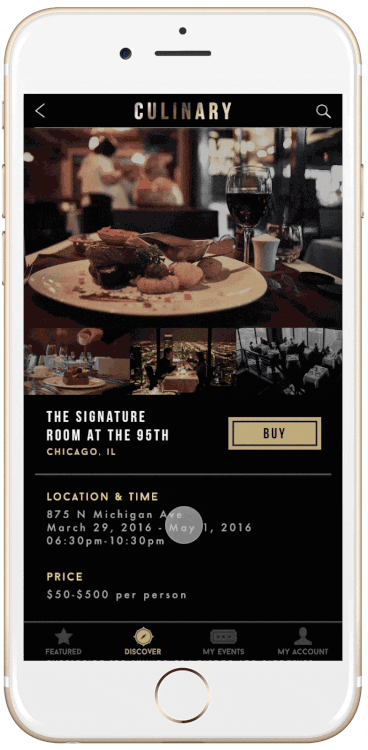 CULINARY
THE SIGNATURE
ROOM AT THE 95TH
CHICAGO, IL
BUY
LOCATION & TIME
875 N Michigan Ave
March 29, 2016 - May 1, 2016
06:30pm-10:30pm
PRICE
$50-$500 per person
FEATURED
DISCOVER
MY EVENTS
MY ACCOUNT